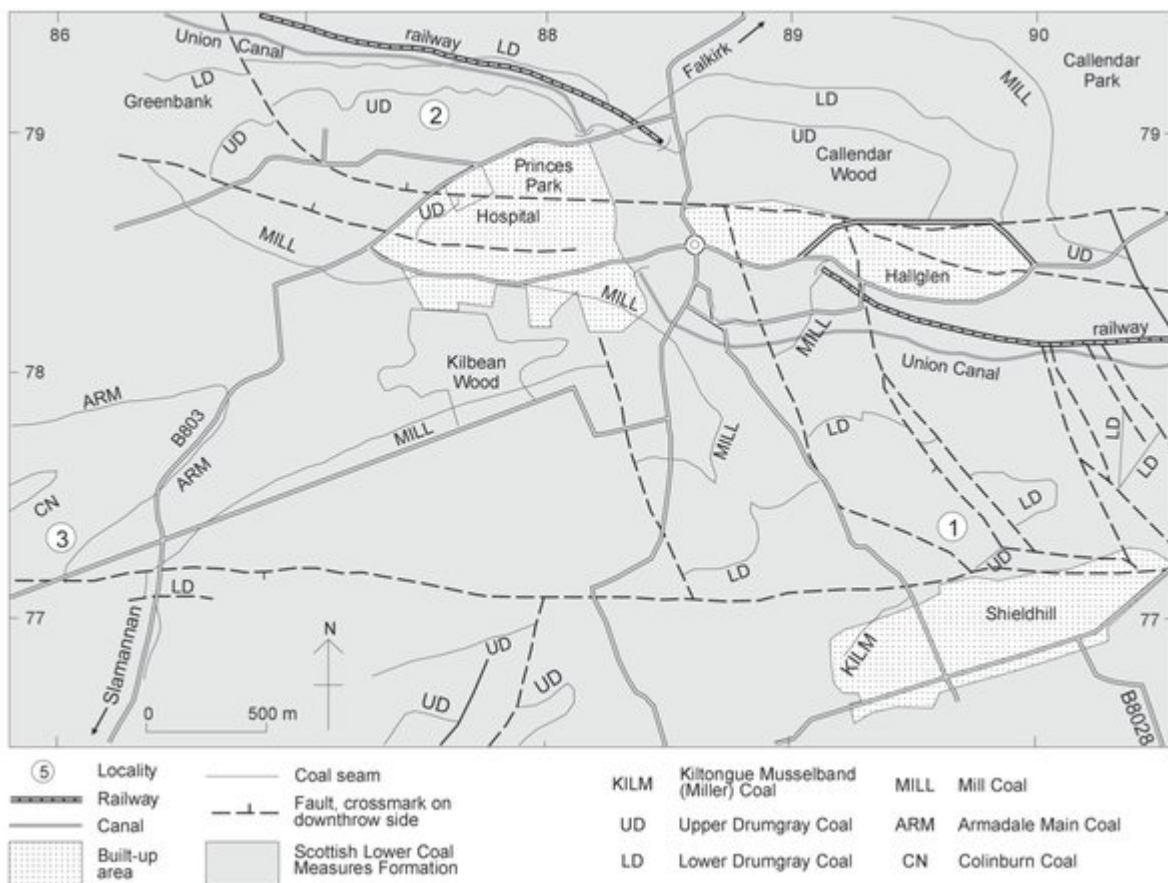 86
88
89
90
Union Canal
railway
LD
Falkirk
Callendar
Park
MILL
LD
Greenbank
UD
2
LD
79
79
UD
UD
Callendar
Wood
Princes
Park
UD
Hospital
MILL
Hallglen
UD
MILL
MILL
railway
Union Canal
78
78
Kilbean
Wood
ARM
B803
MILL
MILL
LD
LD
LD
ARM
CN
3
LD
1
LD
UD
LD
Shieldhill
77
77
N
KILM
UD
UD
UD
Slamannan
0
500 m
B8028
5
Locality
Railway
Canal
Built-up
area
Coal seam
Fault, crossmark on
downthrow side
Scottish Lower Coal
Measures Formation
KILM
Kiltongue Musselband
(Miller) Coal
UD
Upper Drumgray Coal
LD
Lower Drumgray Coal
MILL
Mill Coal
ARM
Armadale Main Coal
CN
Colinburn Coal